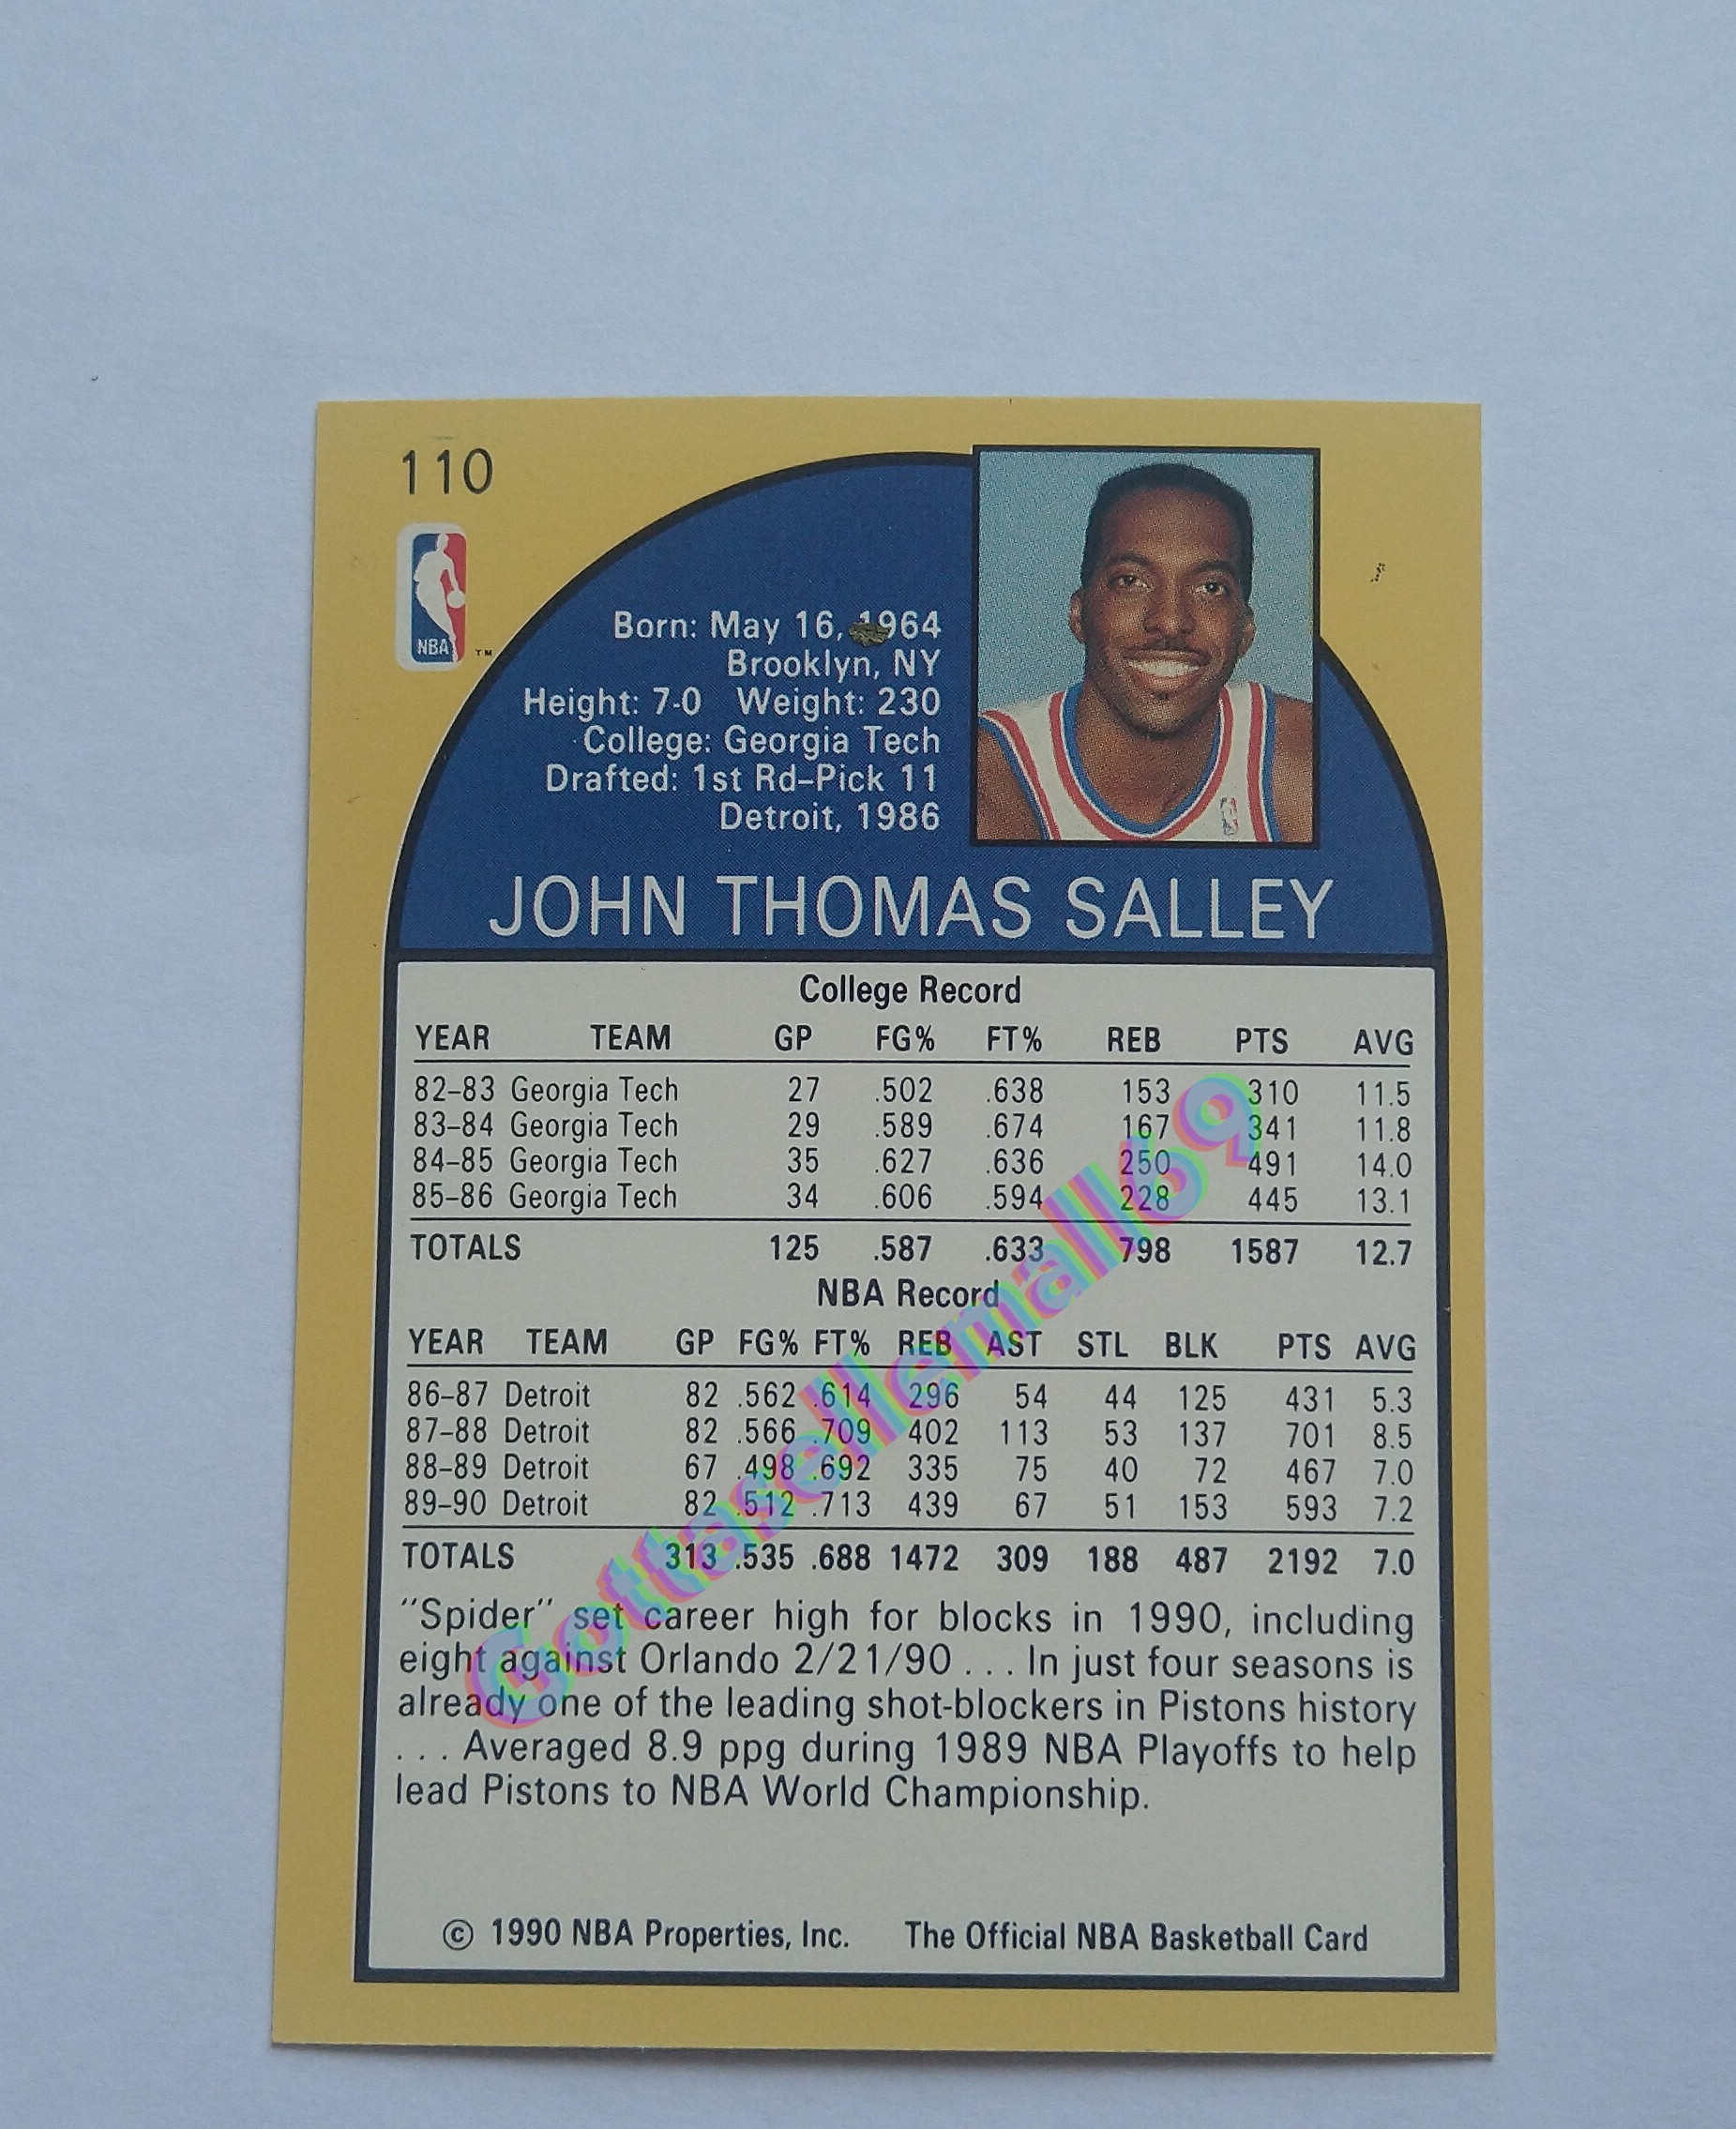 110
NBA
TM
Born: May 16, 1964
Brooklyn, NY
Height: 7-0 Weight: 230
College: Georgia Tech
Drafted: 1st Rd–Pick 11
Detroit, 1986
JOHN THOMAS SALLEY
College Record
YEAR TEAM GP FG% FT% REB PTS AVG
82–83 Georgia Tech 27 .502 .638 153 310 11.5
83–84 Georgia Tech 29 .589 .674 167 341 11.8
84–85 Georgia Tech 35 .627 .636 250 491 14.0
85–86 Georgia Tech 34 .606 .594 228 445 13.1
TOTALS 125 .587 .633 798 1587 12.7
NBA Record
YEAR TEAM GP FG% FT% REB AST STL BLK PTS AVG
86–87 Detroit 82 .562 .614 296 54 44 125 431 5.3
87–88 Detroit 82 .566 .709 402 113 53 137 701 8.5
88–89 Detroit 67 .498 .692 335 75 40 72 467 7.0
89–90 Detroit 82 .512 .713 439 67 51 153 593 7.2
TOTALS 313 .535 .688 1472 309 188 487 2192 7.0
"Spider" set career high for blocks in 1990, including
eight against Orlando 2/21/90 . . . In just four seasons is
already one of the leading shot-blockers in Pistons history
. . . Averaged 8.9 ppg during 1989 NBA Playoffs to help
lead Pistons to NBA World Championship.
© 1990 NBA Properties, Inc. The Official NBA Basketball Card
Gottasellemall69